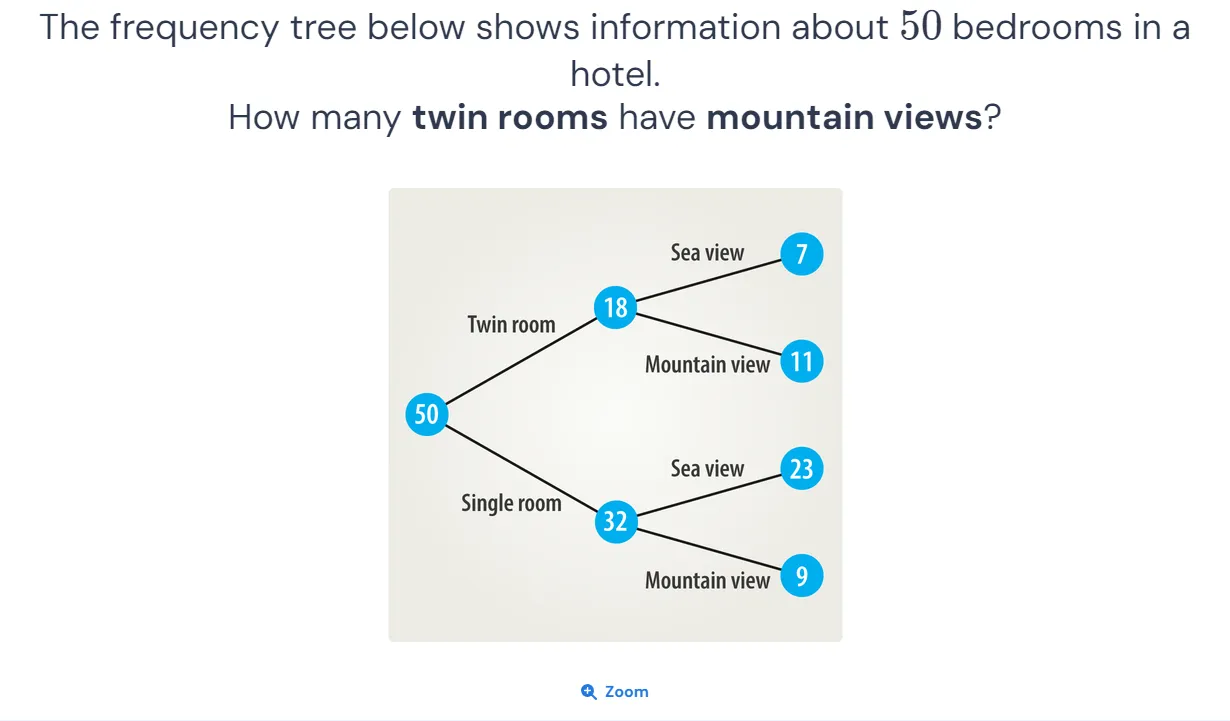 The frequency tree below shows information about 50 bedrooms in a
hotel.
How many twin rooms have mountain views?
Sea view
7
18
Twin room
Mountain view
11
50
Sea view
23
Single room
32
Mountain view
9
Zoom